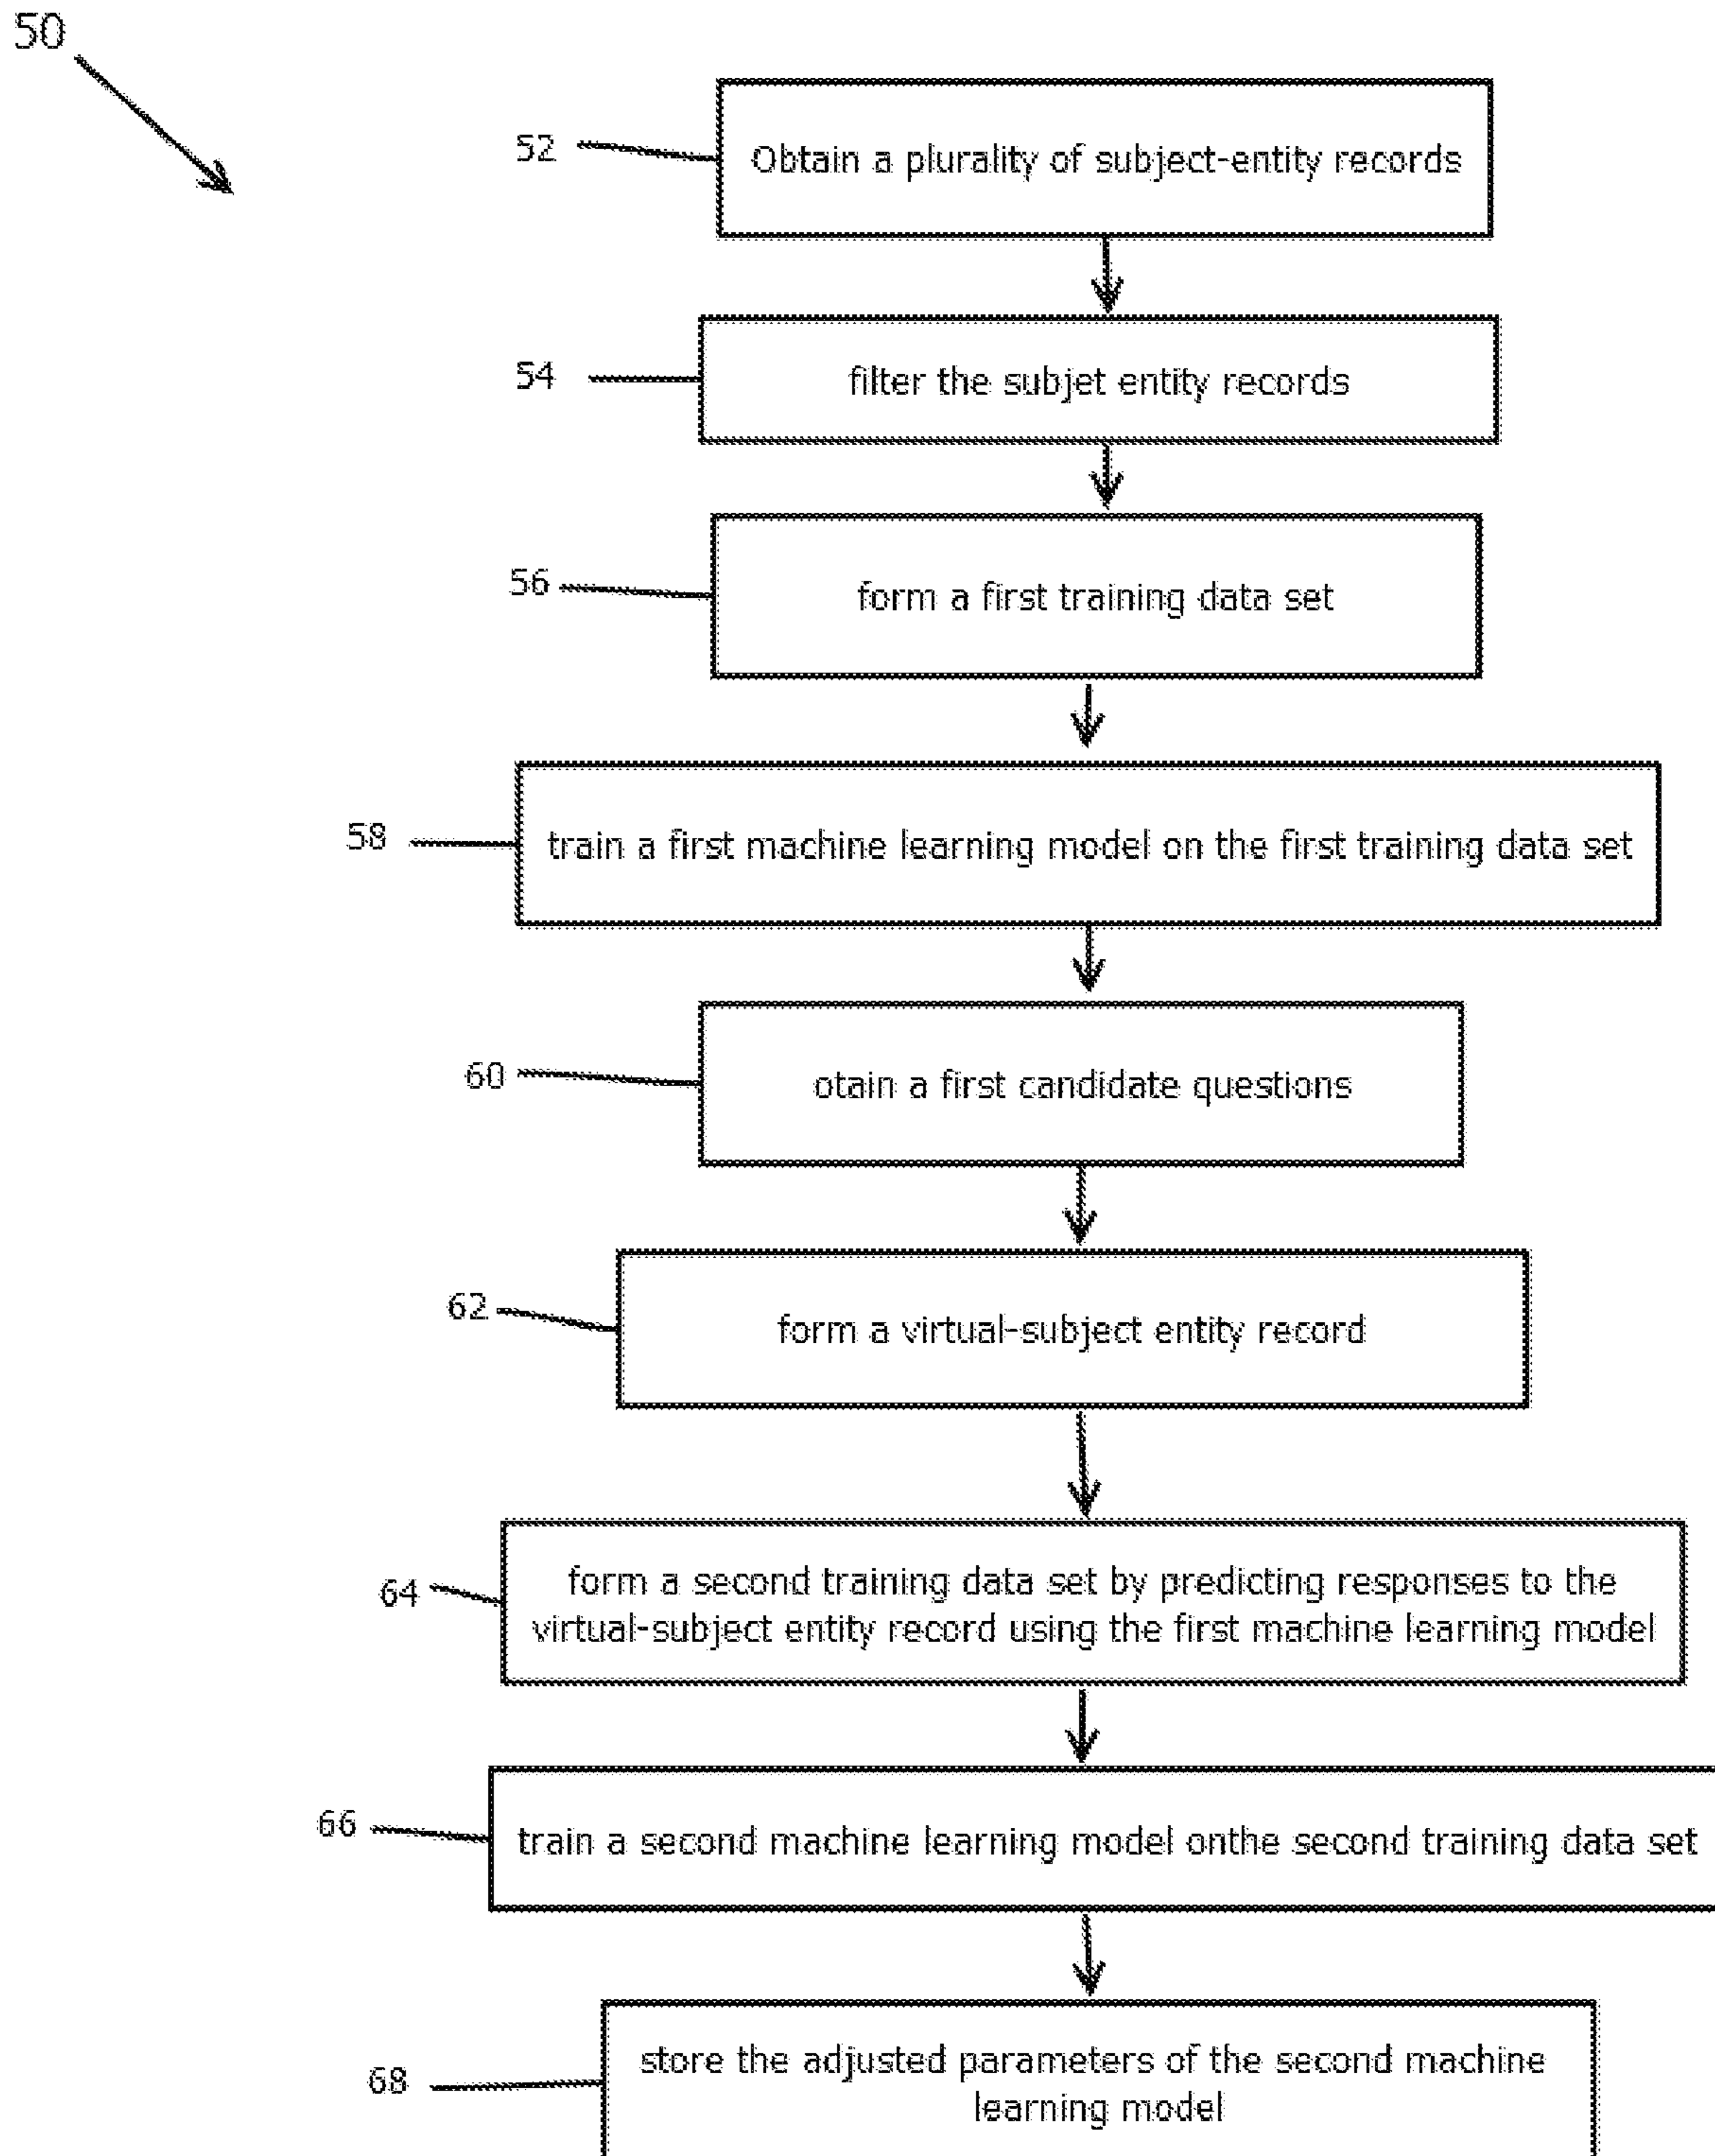 50
52
Obtain a plurality of subject-entity records
54
filter the subjet entity records
56
form a first training data set
58
train a first machine learning model on the first training data set
60
otain a first candidate questions
62
form a virtual-subject entity record
64
form a second training data set by predicting responses to the
virtual-subject entity record using the first machine learning model
66
train a second machine learning model onthe second training data set
68
store the adjusted parameters of the second machine
learning model